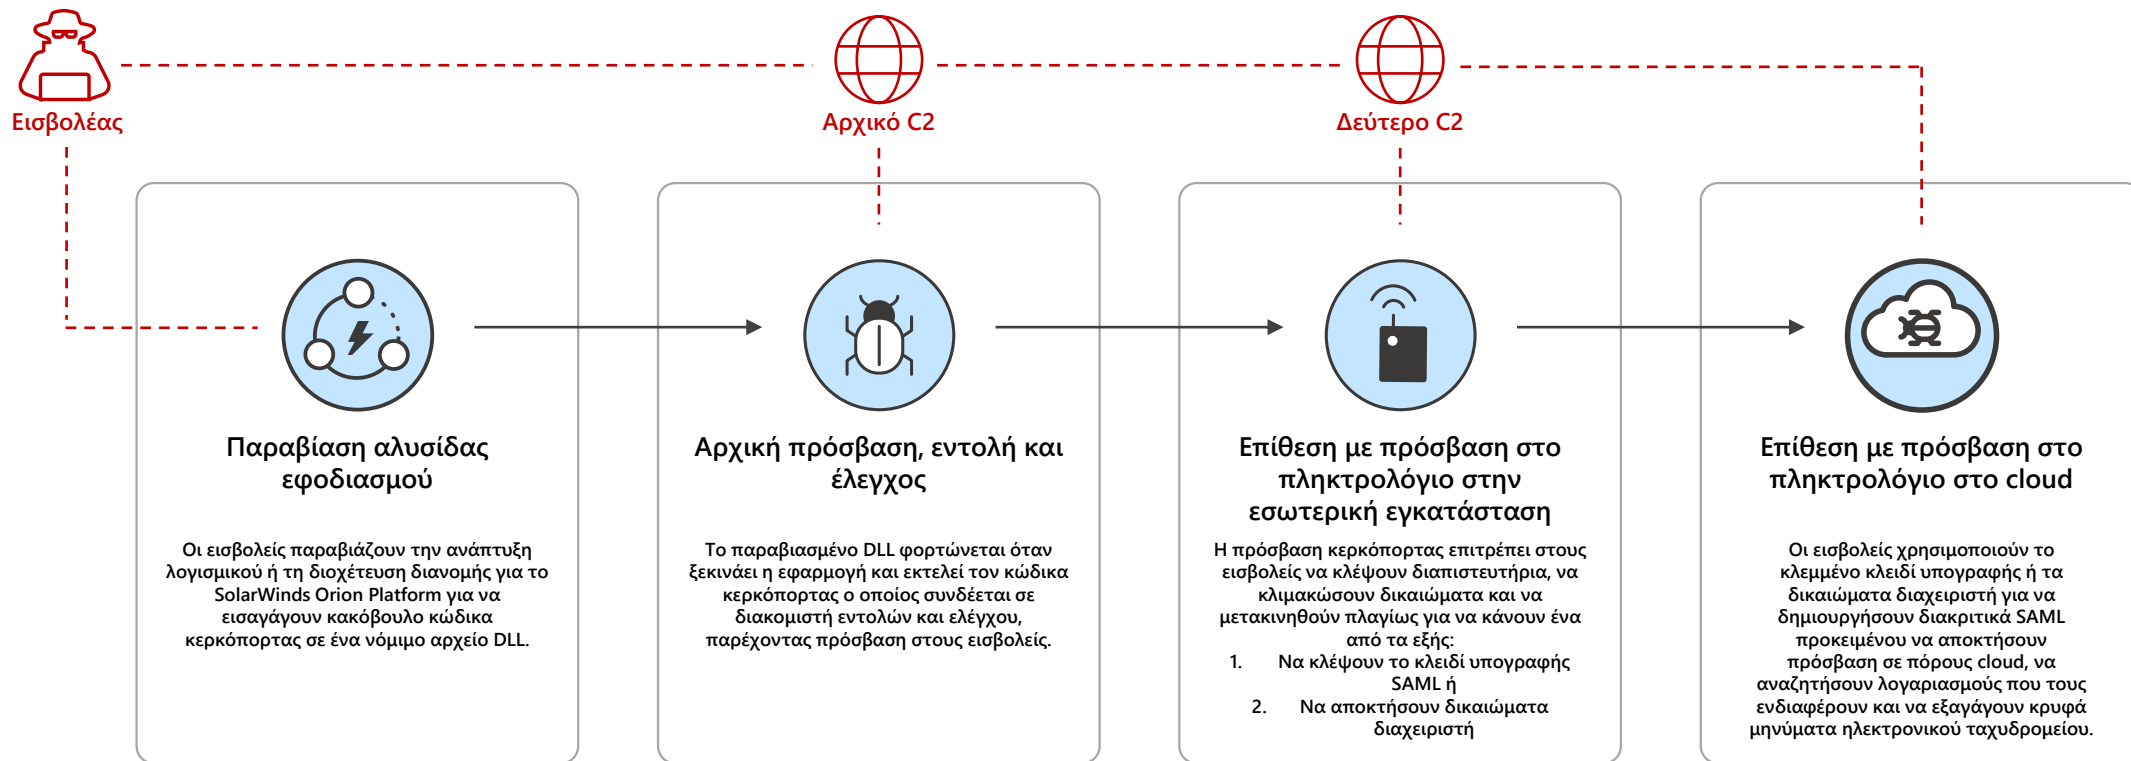 Εισβολέας
Αρχικό C2
Δεύτερο C2
Παραβίαση αλυσίδας
εφοδιασμού
Οι εισβολείς παραβιάζουν την ανάπτυξη
λογισμικού ή τη διοχέτευση διανομής για το
SolarWinds Orion Platform για να
εισαγάγουν κακόβουλο κώδικα
κερκόπορτας σε ένα νόμιμο αρχείο DLL.
Αρχική πρόσβαση, εντολή και
έλεγχος
Το παραβιασμένο DLL φορτώνεται όταν
ξεκινάει η εφαρμογή και εκτελεί τον κώδικα
κερκόπορτας ο οποίος συνδέεται σε
διακομιστή εντολών και ελέγχου,
παρέχοντας πρόσβαση στους εισβολείς.
Επίθεση με πρόσβαση στο
πληκτρολόγιο στην
εσωτερική εγκατάσταση
Η πρόσβαση κερκόπορτας επιτρέπει στους
εισβολείς να κλέψουν διαπιστευτήρια, να
κλιμακώσουν δικαιώματα και να
μετακινηθούν πλαγίως για να κάνουν ένα
από τα εξής:
1. Να κλέψουν το κλειδί υπογραφής
SAML ή
2. Να αποκτήσουν δικαιώματα
διαχειριστή
Επίθεση με πρόσβαση στο
πληκτρολόγιο στο cloud
Οι εισβολείς χρησιμοποιούν το
κλεμμένο κλειδί υπογραφής ή τα
δικαιώματα διαχειριστή για να
δημιουργήσουν διακριτικά SAML
προκειμένου να αποκτήσουν
πρόσβαση σε πόρους cloud, να
αναζητήσουν λογαριασμούς που τους
ενδιαφέρουν και να εξαγάγουν κρυφά
μηνύματα ηλεκτρονικού ταχυδρομείου.